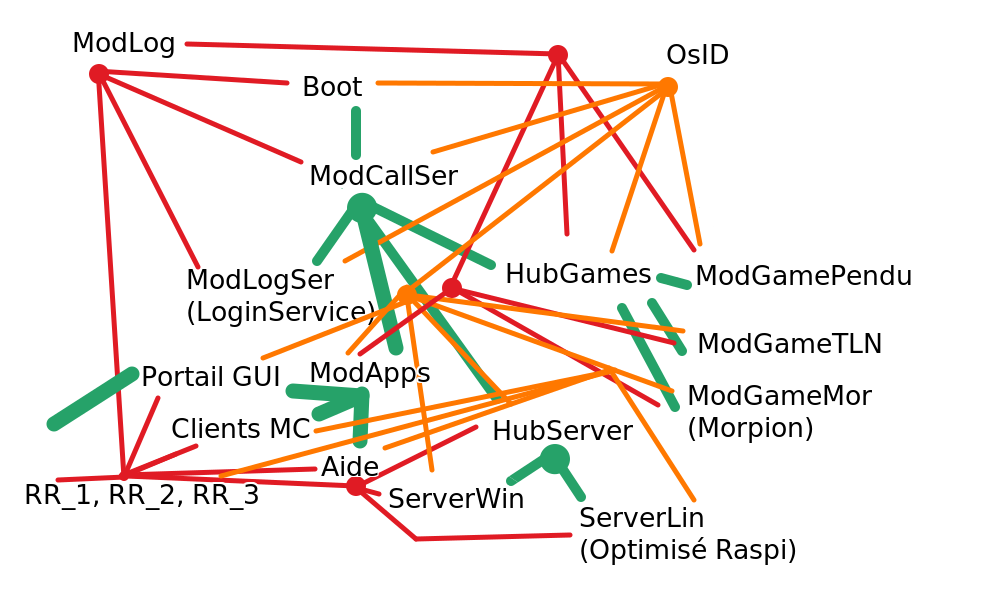 ModLog
OsID
Boot
ModCallSer
ModLogSer
(LoginService)
HubGames
ModGamePendu
ModGameTLN
Portail GUI
ModApps
ModGameMor
(Morpion)
Clients MC
HubServer
Aide
RR_1, RR_2, RR_3
ServerWin
ServerLin
(Optimisé Raspi)